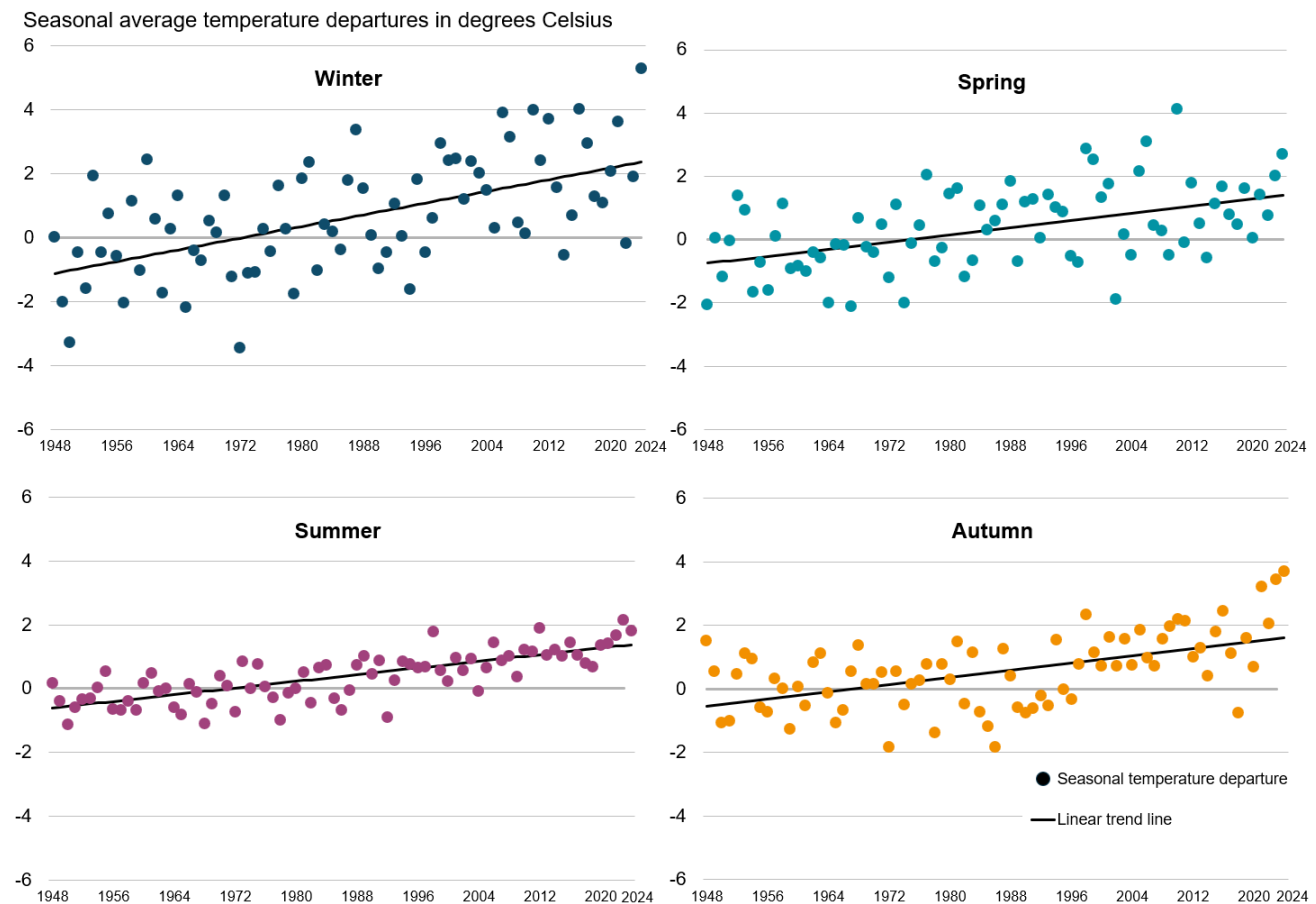 Seasonal average temperature departures in degrees Celsius
6
4
2
0
-2
-4
-6
Winter
1948 1956 1964 1972 1980 1988 1996 2004 2012 2020 2024
6
4
2
0
-2
-4
-6
Spring
1948 1956 1964 1972 1980 1988 1996 2004 2012 2020 2024
6
4
2
0
-2
-4
-6
Summer
1948 1956 1964 1972 1980 1988 1996 2004 2012 2020 2024
6
4
2
0
-2
-4
-6
Autumn
Seasonal temperature departure
Linear trend line
1948 1956 1964 1972 1980 1988 1996 2004 2012 2020 2024